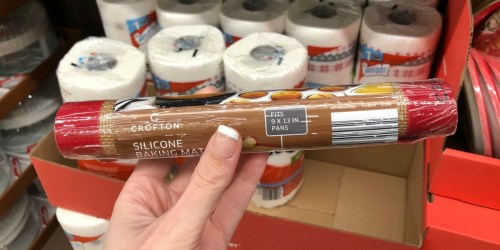 CROFTON
SILICONE
BAKING MAT
FITS
9 X 13 IN
PANS